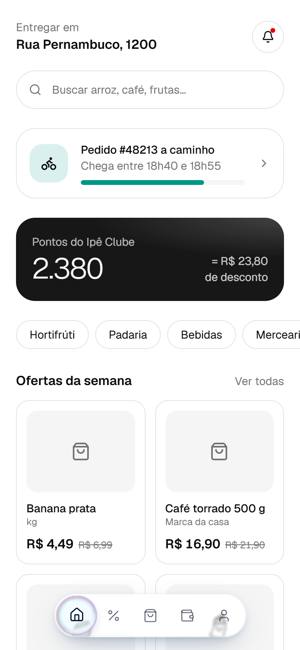 Entregar em
Rua Pernambuco, 1200
Buscar arroz, café, frutas...
Pedido #48213 a caminho
Chega entre 18h40 e 18h55
Pontos do Ipê Clube
2.380
= R$ 23,80
de desconto
Hortifrúti
Padaria
Bebidas
Merceari
Ofertas da semana
Ver todas
Banana prata
kg
R$ 4,49 R$ 6,99
Café torrado 500 g
Marca da casa
R$ 16,90 R$ 21,90